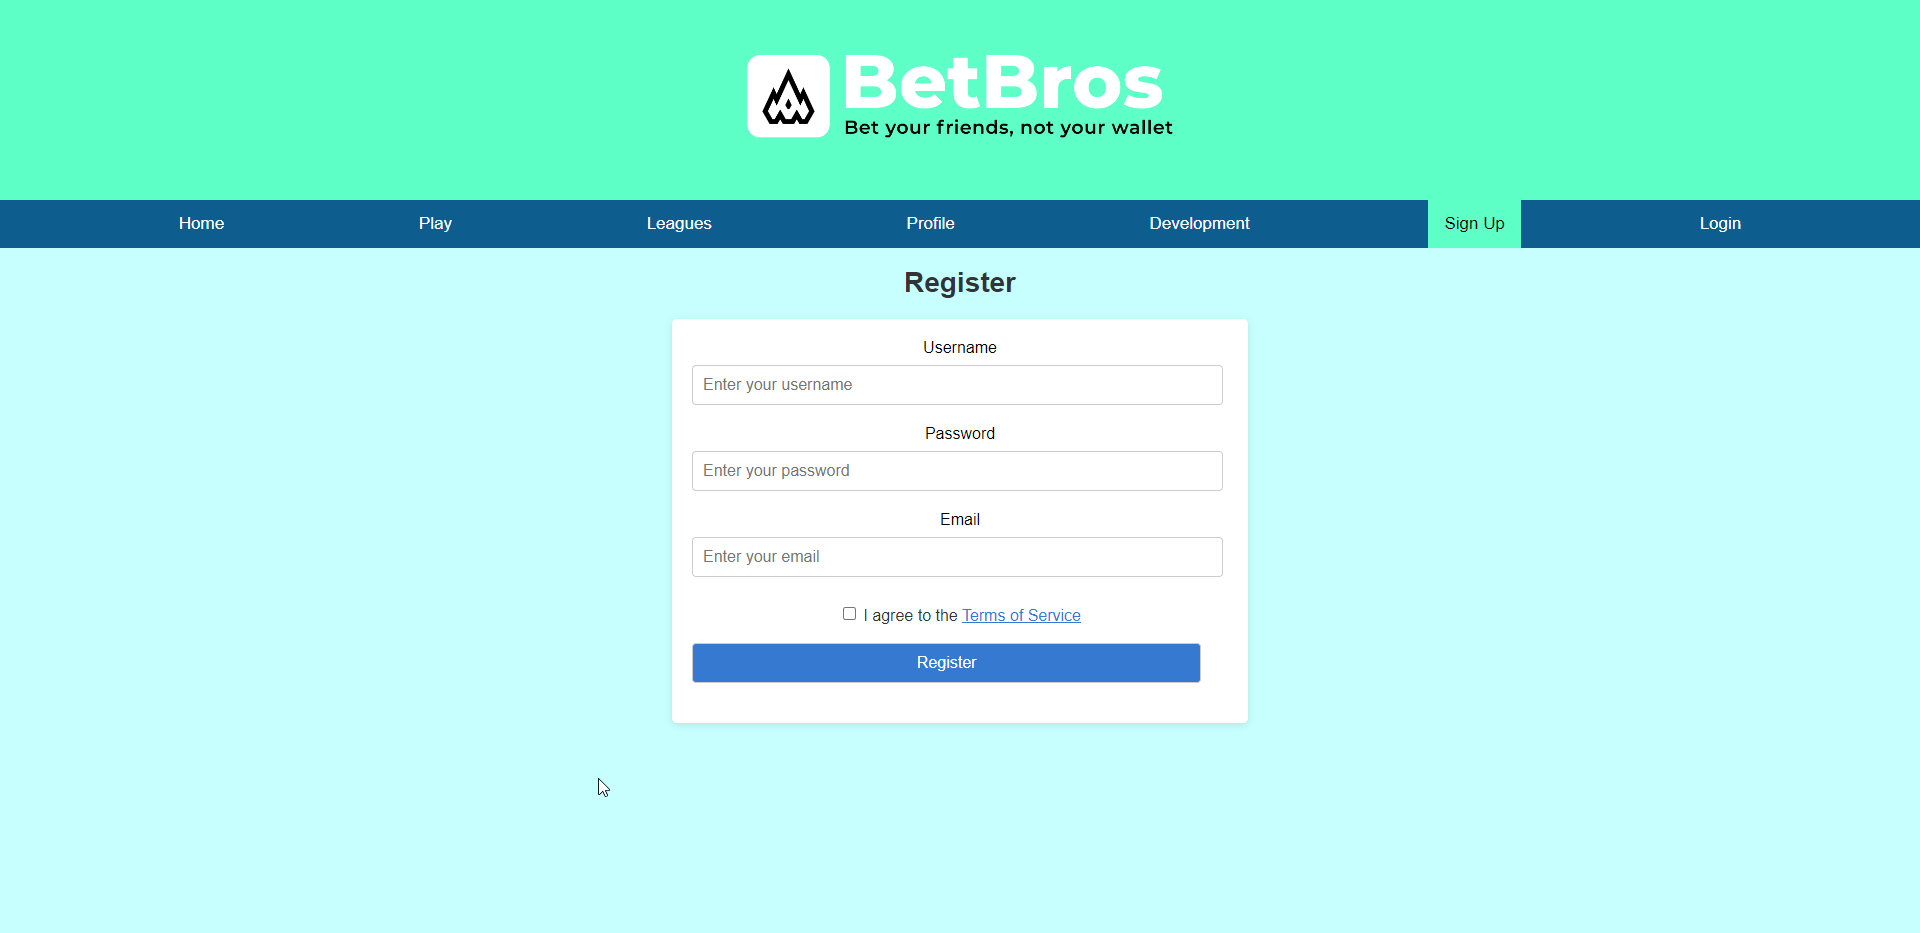 BetBros
Bet your friends, not your wallet
Home Play Leagues Profile Development Sign Up Login
Register
Username
Enter your username
Password
Enter your password
Email
Enter your email
I agree to the Terms of Service
Register